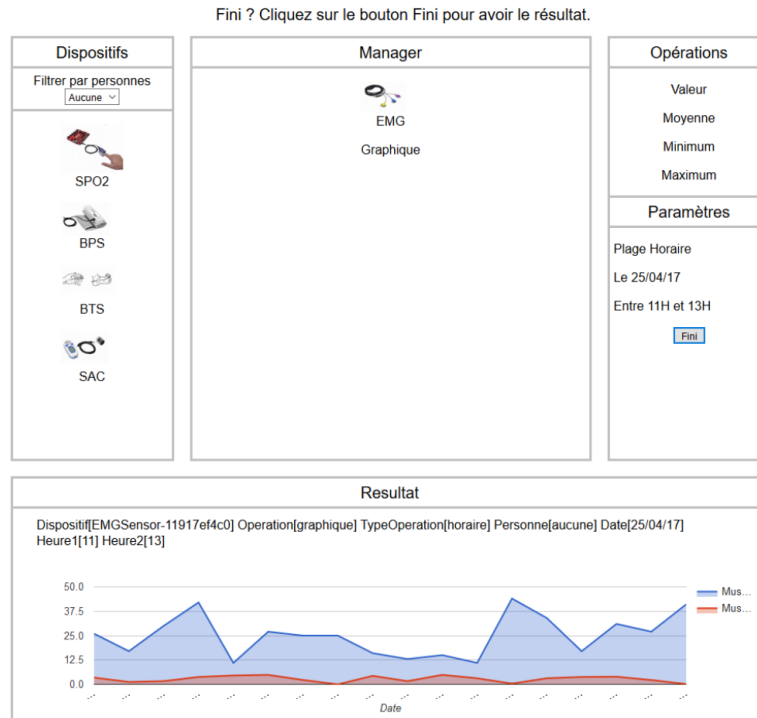 Fini ? Cliquez sur le bouton Fini pour avoir le résultat.
Dispositifs
Filtrer par personnes
Aucune
SPO2
BPS
BTS
SAC
Manager
EMG
Graphique
Opérations
Valeur
Moyenne
Minimum
Maximum
Paramètres
Plage Horaire
Le 25/04/17
Entre 11H et 13H
Fini
Resultat
Dispositif[EMGSensor-11917ef4c0] Operation[graphique] TypeOperation[horaire] Personne[aucune] Date[25/04/17]
Heure1[11] Heure2[13]
50.0
37.5
25.0
12.5
0.0
Date
Mus...
Mus...